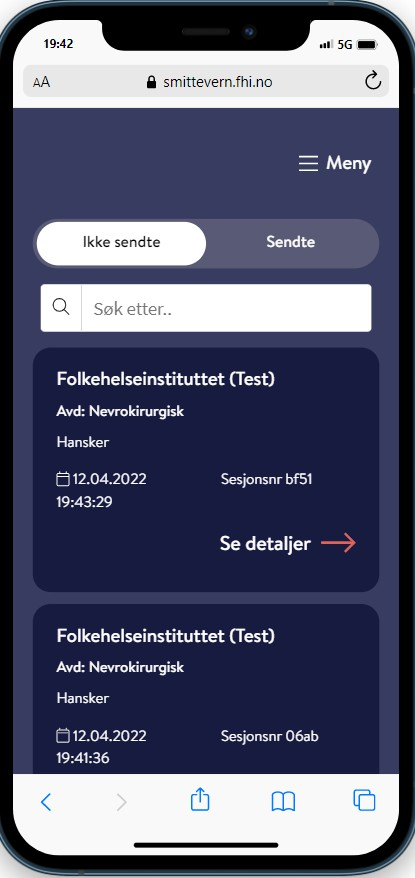 19:42
5G
AA
smittevern.fhi.no
Meny
Ikke sendte
Sendte
Søk etter..
Folkehelseinstituttet (Test)
Avd: Nevrokirurgisk
Hansker
12.04.2022 Sesjonsnr bf51
19:43:29
Se detaljer
Folkehelseinstituttet (Test)
Avd: Nevrokirurgisk
Hansker
12.04.2022 Sesjonsnr 06ab
19:41:36